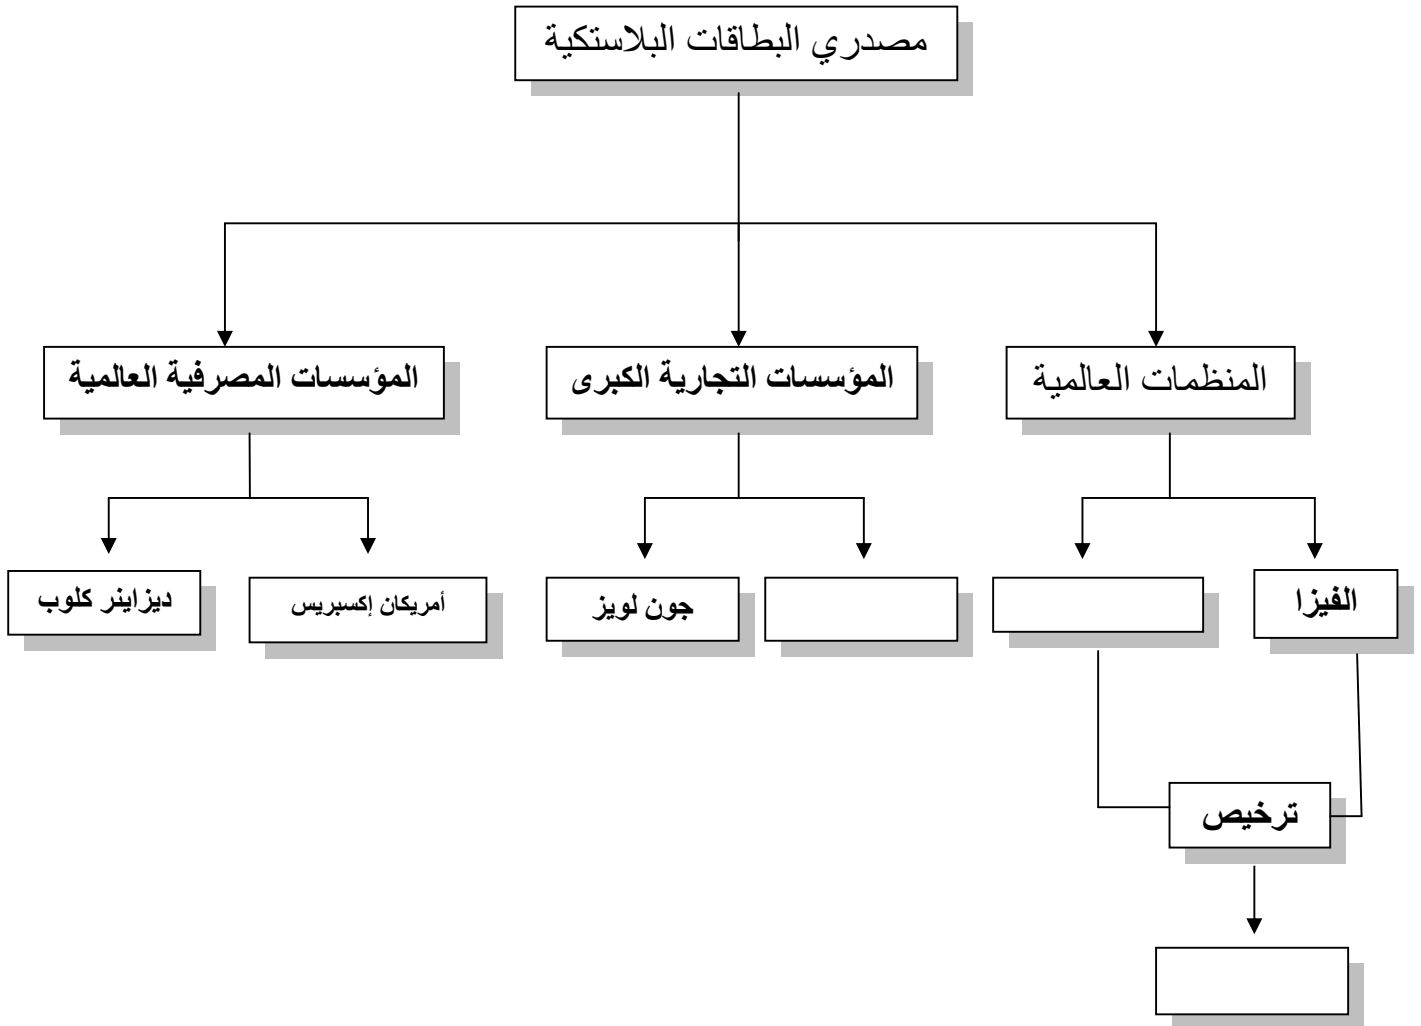 مصدري البطاقات البلاستكية
المنظمات العالمية
المؤسسات التجارية الكبرى
المؤسسات المصرفية العالمية
الفيزا
جون لويز
أمريكان إكسبريس
ديزاينر كلوب
ترخيص